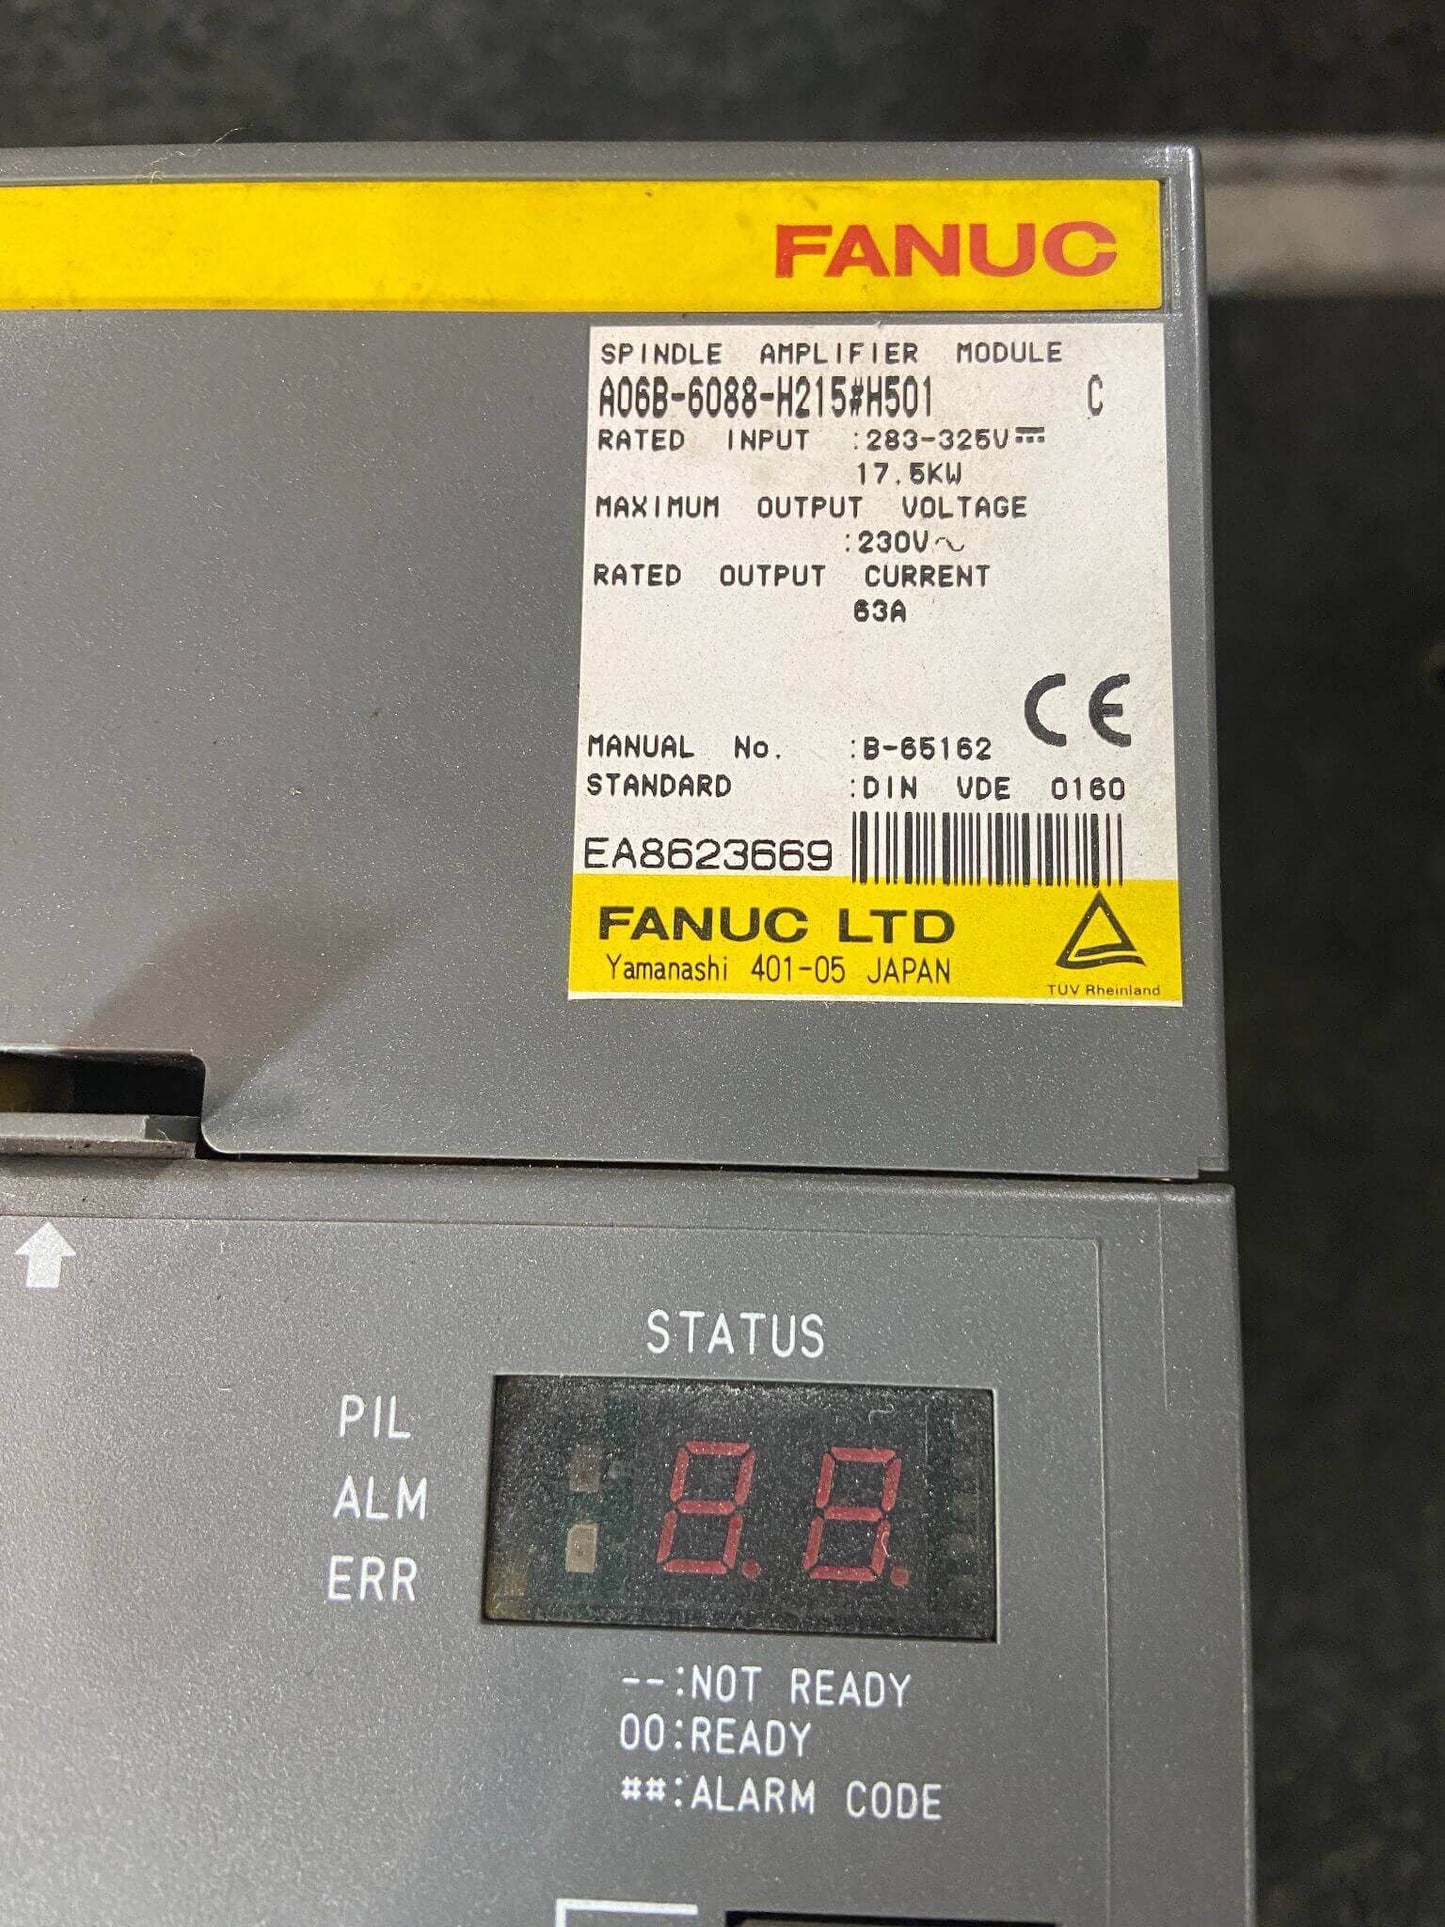 FANUC
SPINDLE AMPLIFIER MODULE
A06B-6088-H215#H501 C
RATED INPUT :283-325V⎓
17.5KW
MAXIMUM OUTPUT VOLTAGE
:230V~
RATED OUTPUT CURRENT
63A
CE
MANUAL No. :B-65162
STANDARD :DIN VDE 0160
EA8623669
FANUC LTD
Yamanashi 401-05 JAPAN
TUV Rheinland
STATUS
PIL
ALM
ERR
8.8.
--:NOT READY
00:READY
##:ALARM CODE